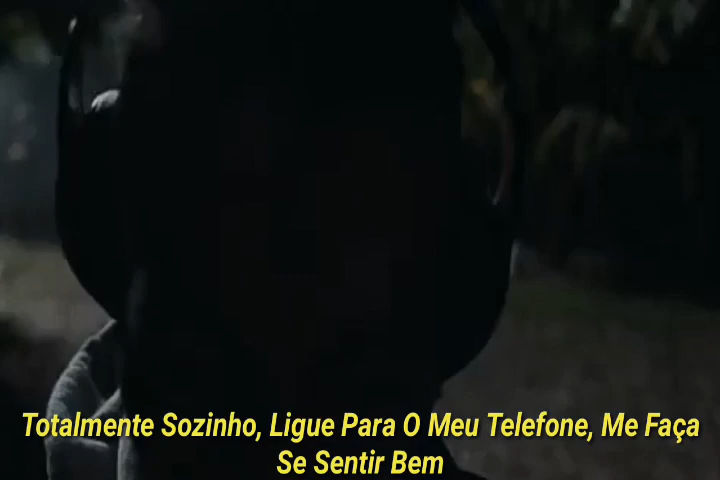 Totalmente Sozinho, Ligue Para O Meu Telefone, Me Faça
Se Sentir Bem